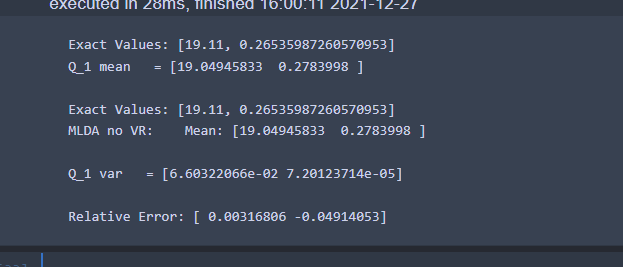 executed in 28ms, finished 16:00:11 2021-12-27
Exact Values: [19.11, 0.26535987260570953]
Q_1 mean   = [19.04945833  0.2783998 ]
Exact Values: [19.11, 0.26535987260570953]
MLDA no VR:    Mean: [19.04945833  0.2783998 ]
Q_1 var   = [6.60322066e-02 7.20123714e-05]
Relative Error: [ 0.00316806 -0.04914053]